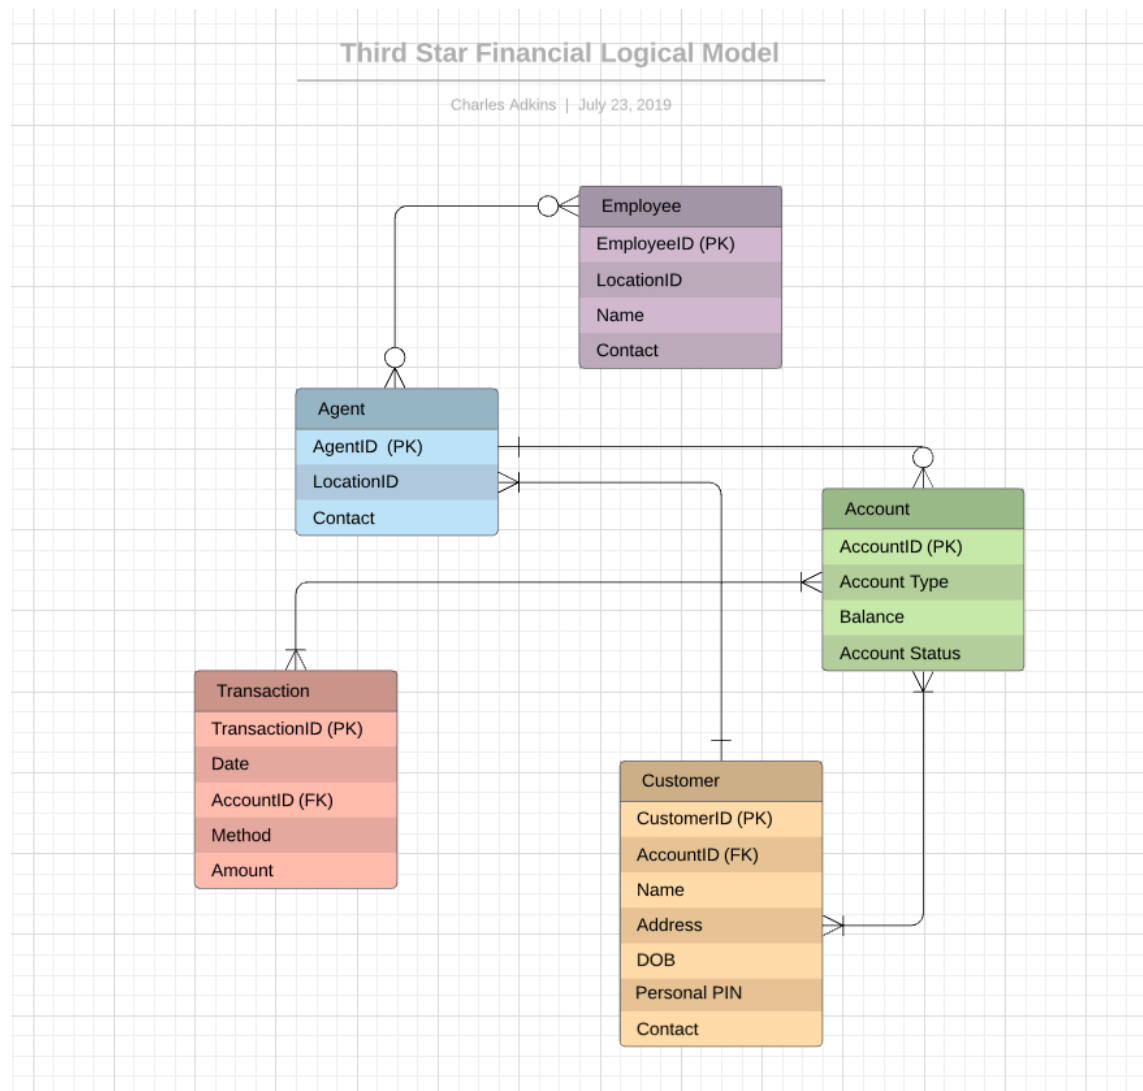 Third Star Financial Logical Model
Charles Adkins | July 23, 2019
Employee
EmployeeID (PK)
LocationID
Name
Contact
Agent
AgentID (PK)
LocationID
Contact
Account
AccountID (PK)
Account Type
Balance
Account Status
Transaction
TransactionID (PK)
Date
AccountID (FK)
Method
Amount
Customer
CustomerID (PK)
AccountID (FK)
Name
Address
DOB
Personal PIN
Contact